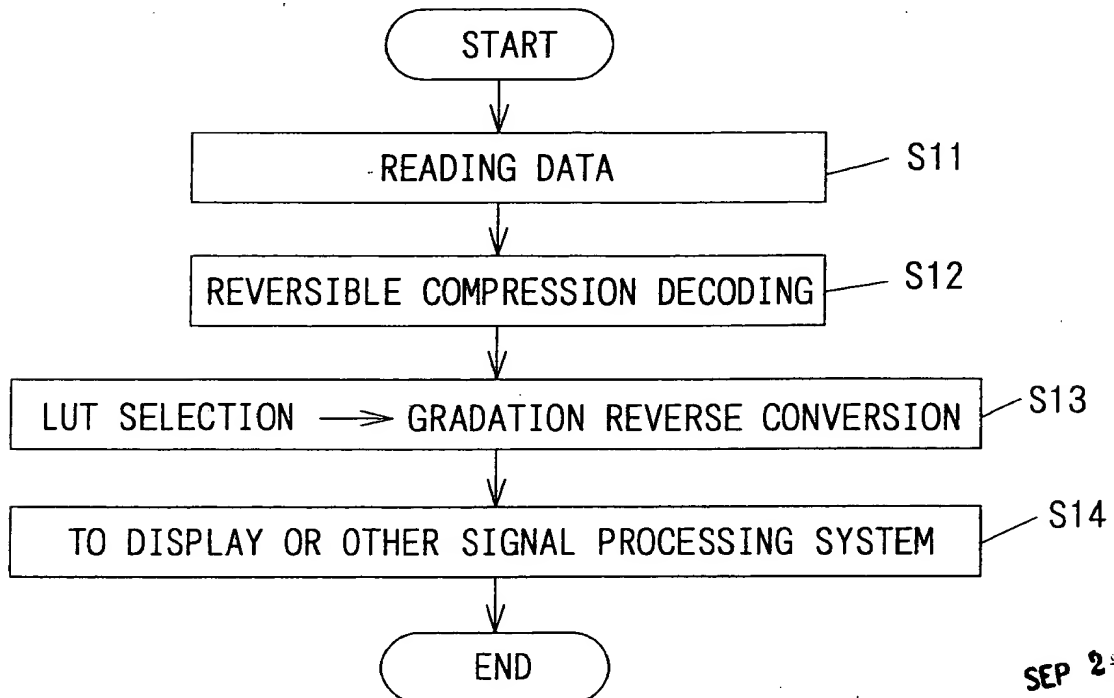 START
READING DATA
S11
REVERSIBLE COMPRESSION DECODING
S12
LUT SELECTION → GRADATION REVERSE CONVERSION
S13
TO DISPLAY OR OTHER SIGNAL PROCESSING SYSTEM
S14
END
SEP 2